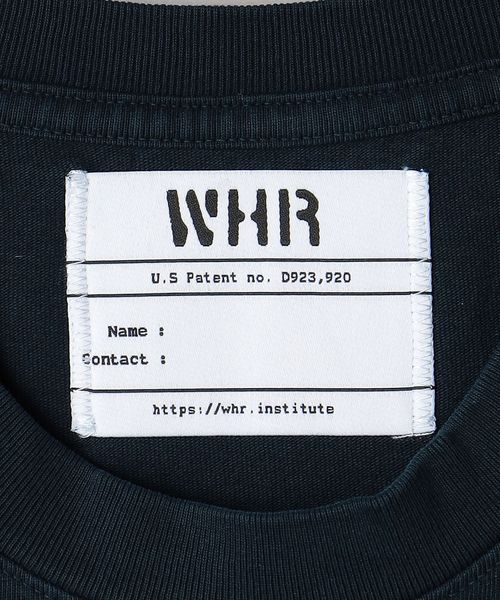 WHR
U.S Patent no. D923,920
Name :
Contact :
https://whr.institute